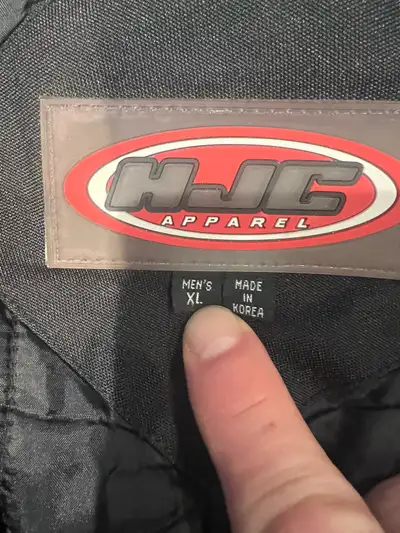 HJC
APPAREL
MEN'S
XL
MADE
IN
KOREA